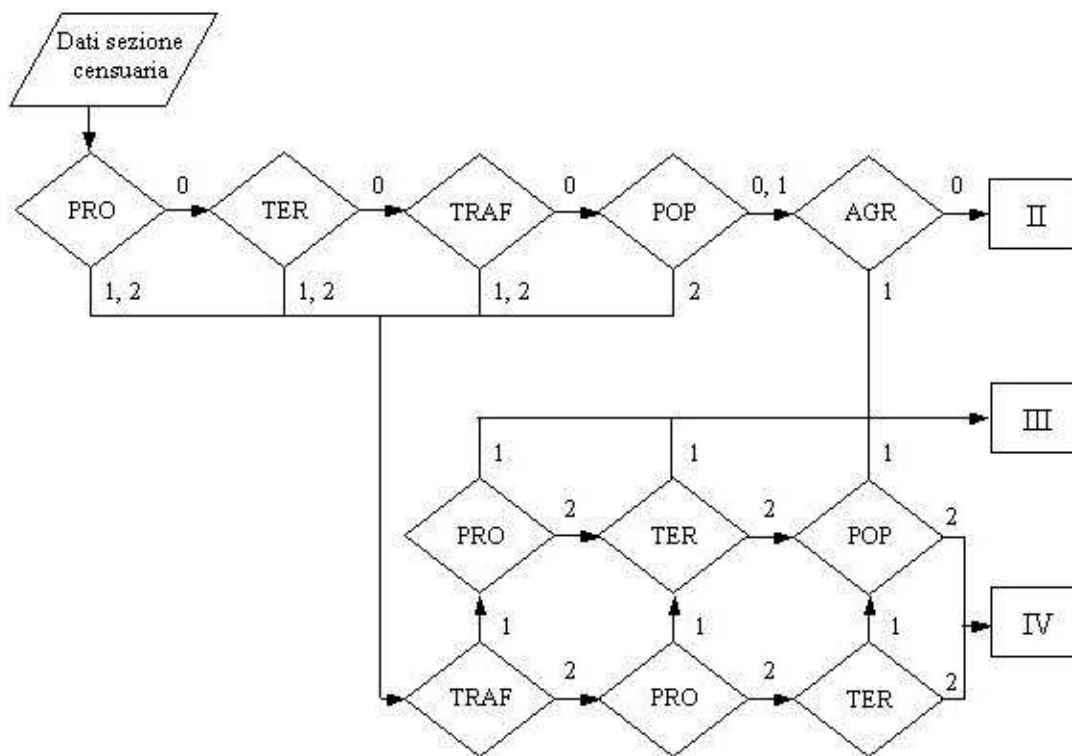 Dati sezione
censuaria
PRO
0
TER
0
TRAF
0
POP
0, 1
AGR
0
II
1, 2
1, 2
1, 2
2
1
III
1
1
1
PRO
2
TER
2
POP
2
1
1
1
IV
TRAF
2
PRO
2
TER
2